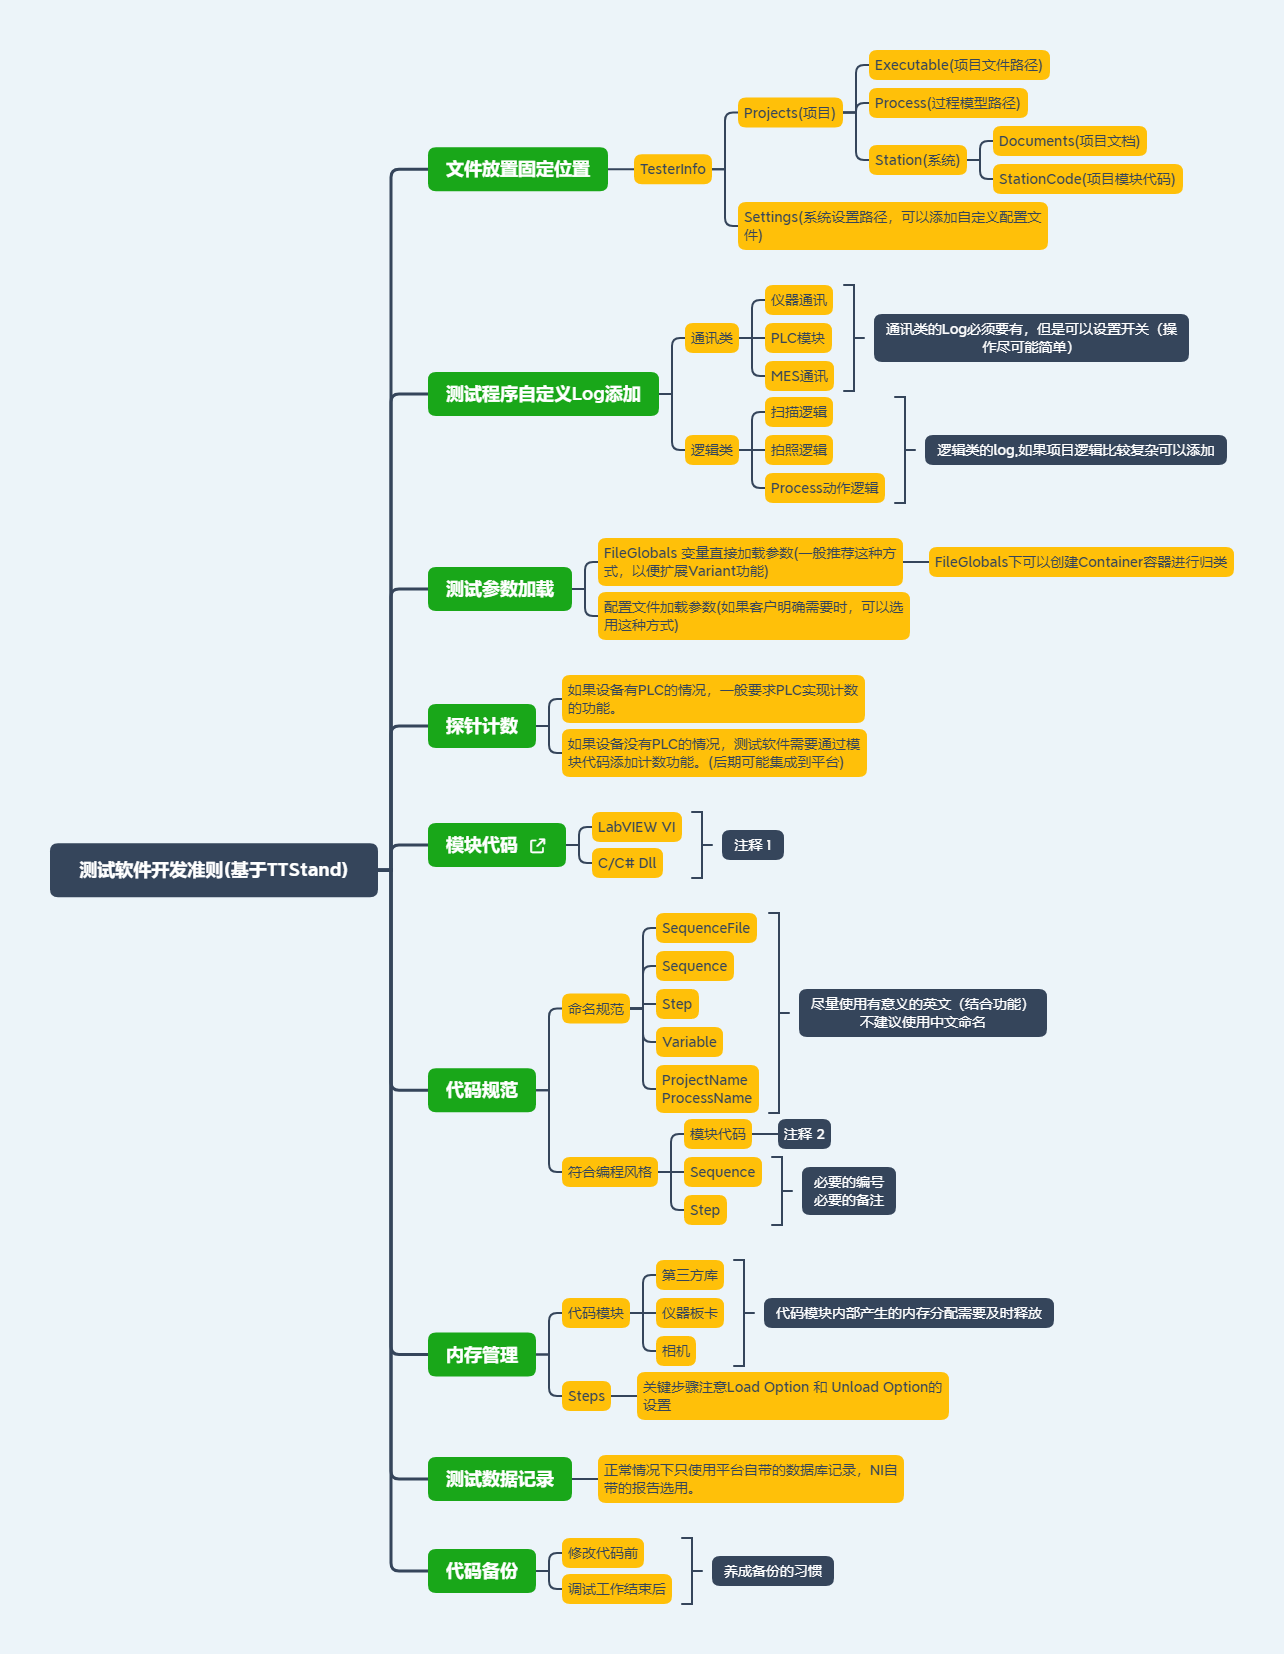 测试软件开发准则(基于TTStand)
文件放置固定位置
TesterInfo
Projects(项目)
Executable(项目文件路径)
Process(过程模型路径)
Station(系统)
Documents(项目文档)
StationCode(项目模块代码)
Settings(系统设置路径，可以添加自定义配置文
件)
测试程序自定义Log添加
通讯类
仪器通讯
PLC模块
MES通讯
通讯类的Log必须要有，但是可以设置开关（操
作尽可能简单）
逻辑类
扫描逻辑
拍照逻辑
Process动作逻辑
逻辑类的log,如果项目逻辑比较复杂可以添加
测试参数加载
FileGlobals 变量直接加载参数(一般推荐这种方
式，以便扩展Variant功能)
FileGlobals下可以创建Container容器进行归类
配置文件加载参数(如果客户明确需要时，可以选
用这种方式)
探针计数
如果设备有PLC的情况，一般要求PLC实现计数
的功能。
如果设备没有PLC的情况，测试软件需要通过模
块代码添加计数功能。(后期可能集成到平台)
模块代码
LabVIEW VI
C/C# Dll
注释 1
代码规范
命名规范
SequenceFile
Sequence
Step
Variable
ProjectName
ProcessName
尽量使用有意义的英文（结合功能）
不建议使用中文命名
符合编程风格
模块代码
注释 2
Sequence
Step
必要的编号
必要的备注
内存管理
代码模块
第三方库
仪器板卡
相机
代码模块内部产生的内存分配需要及时释放
Steps
关键步骤注意Load Option 和 Unload Option的
设置
测试数据记录
正常情况下只使用平台自带的数据库记录，NI自
带的报告选用。
代码备份
修改代码前
调试工作结束后
养成备份的习惯